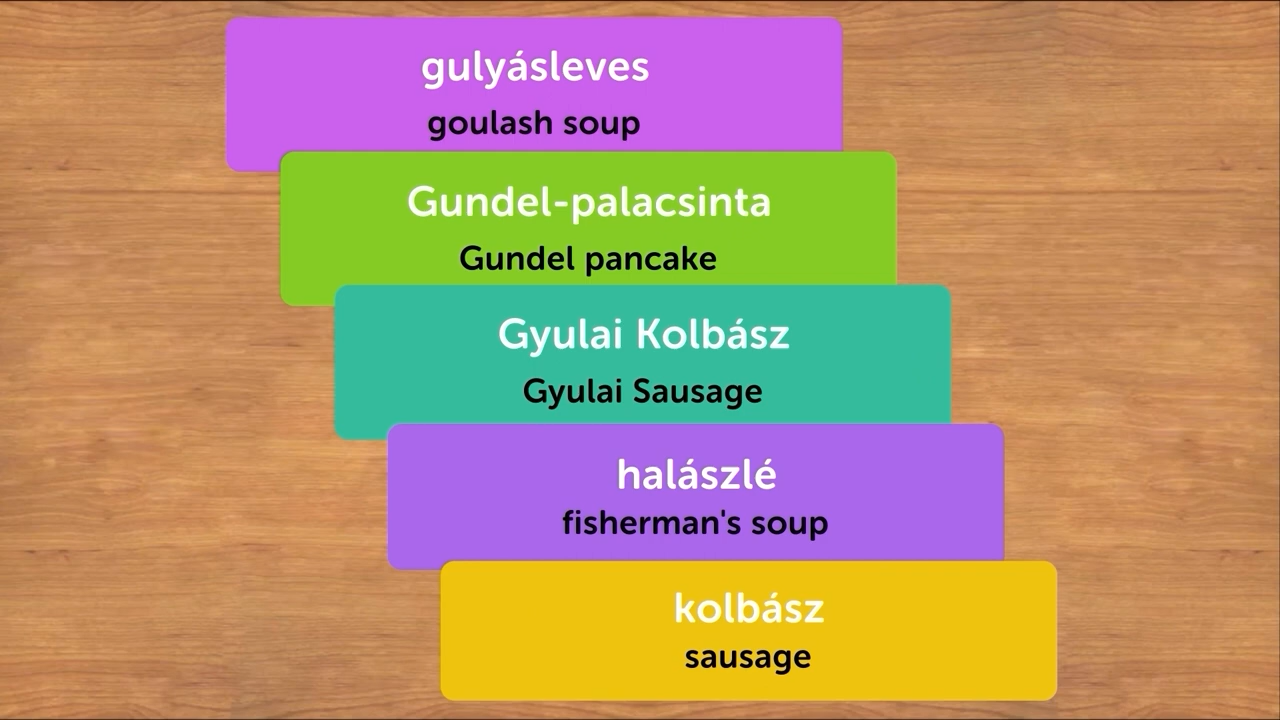 gulyásleves
goulash soup
Gundel-palacsinta
Gundel pancake
Gyulai Kolbász
Gyulai Sausage
halászlé
fisherman's soup
kolbász
sausage